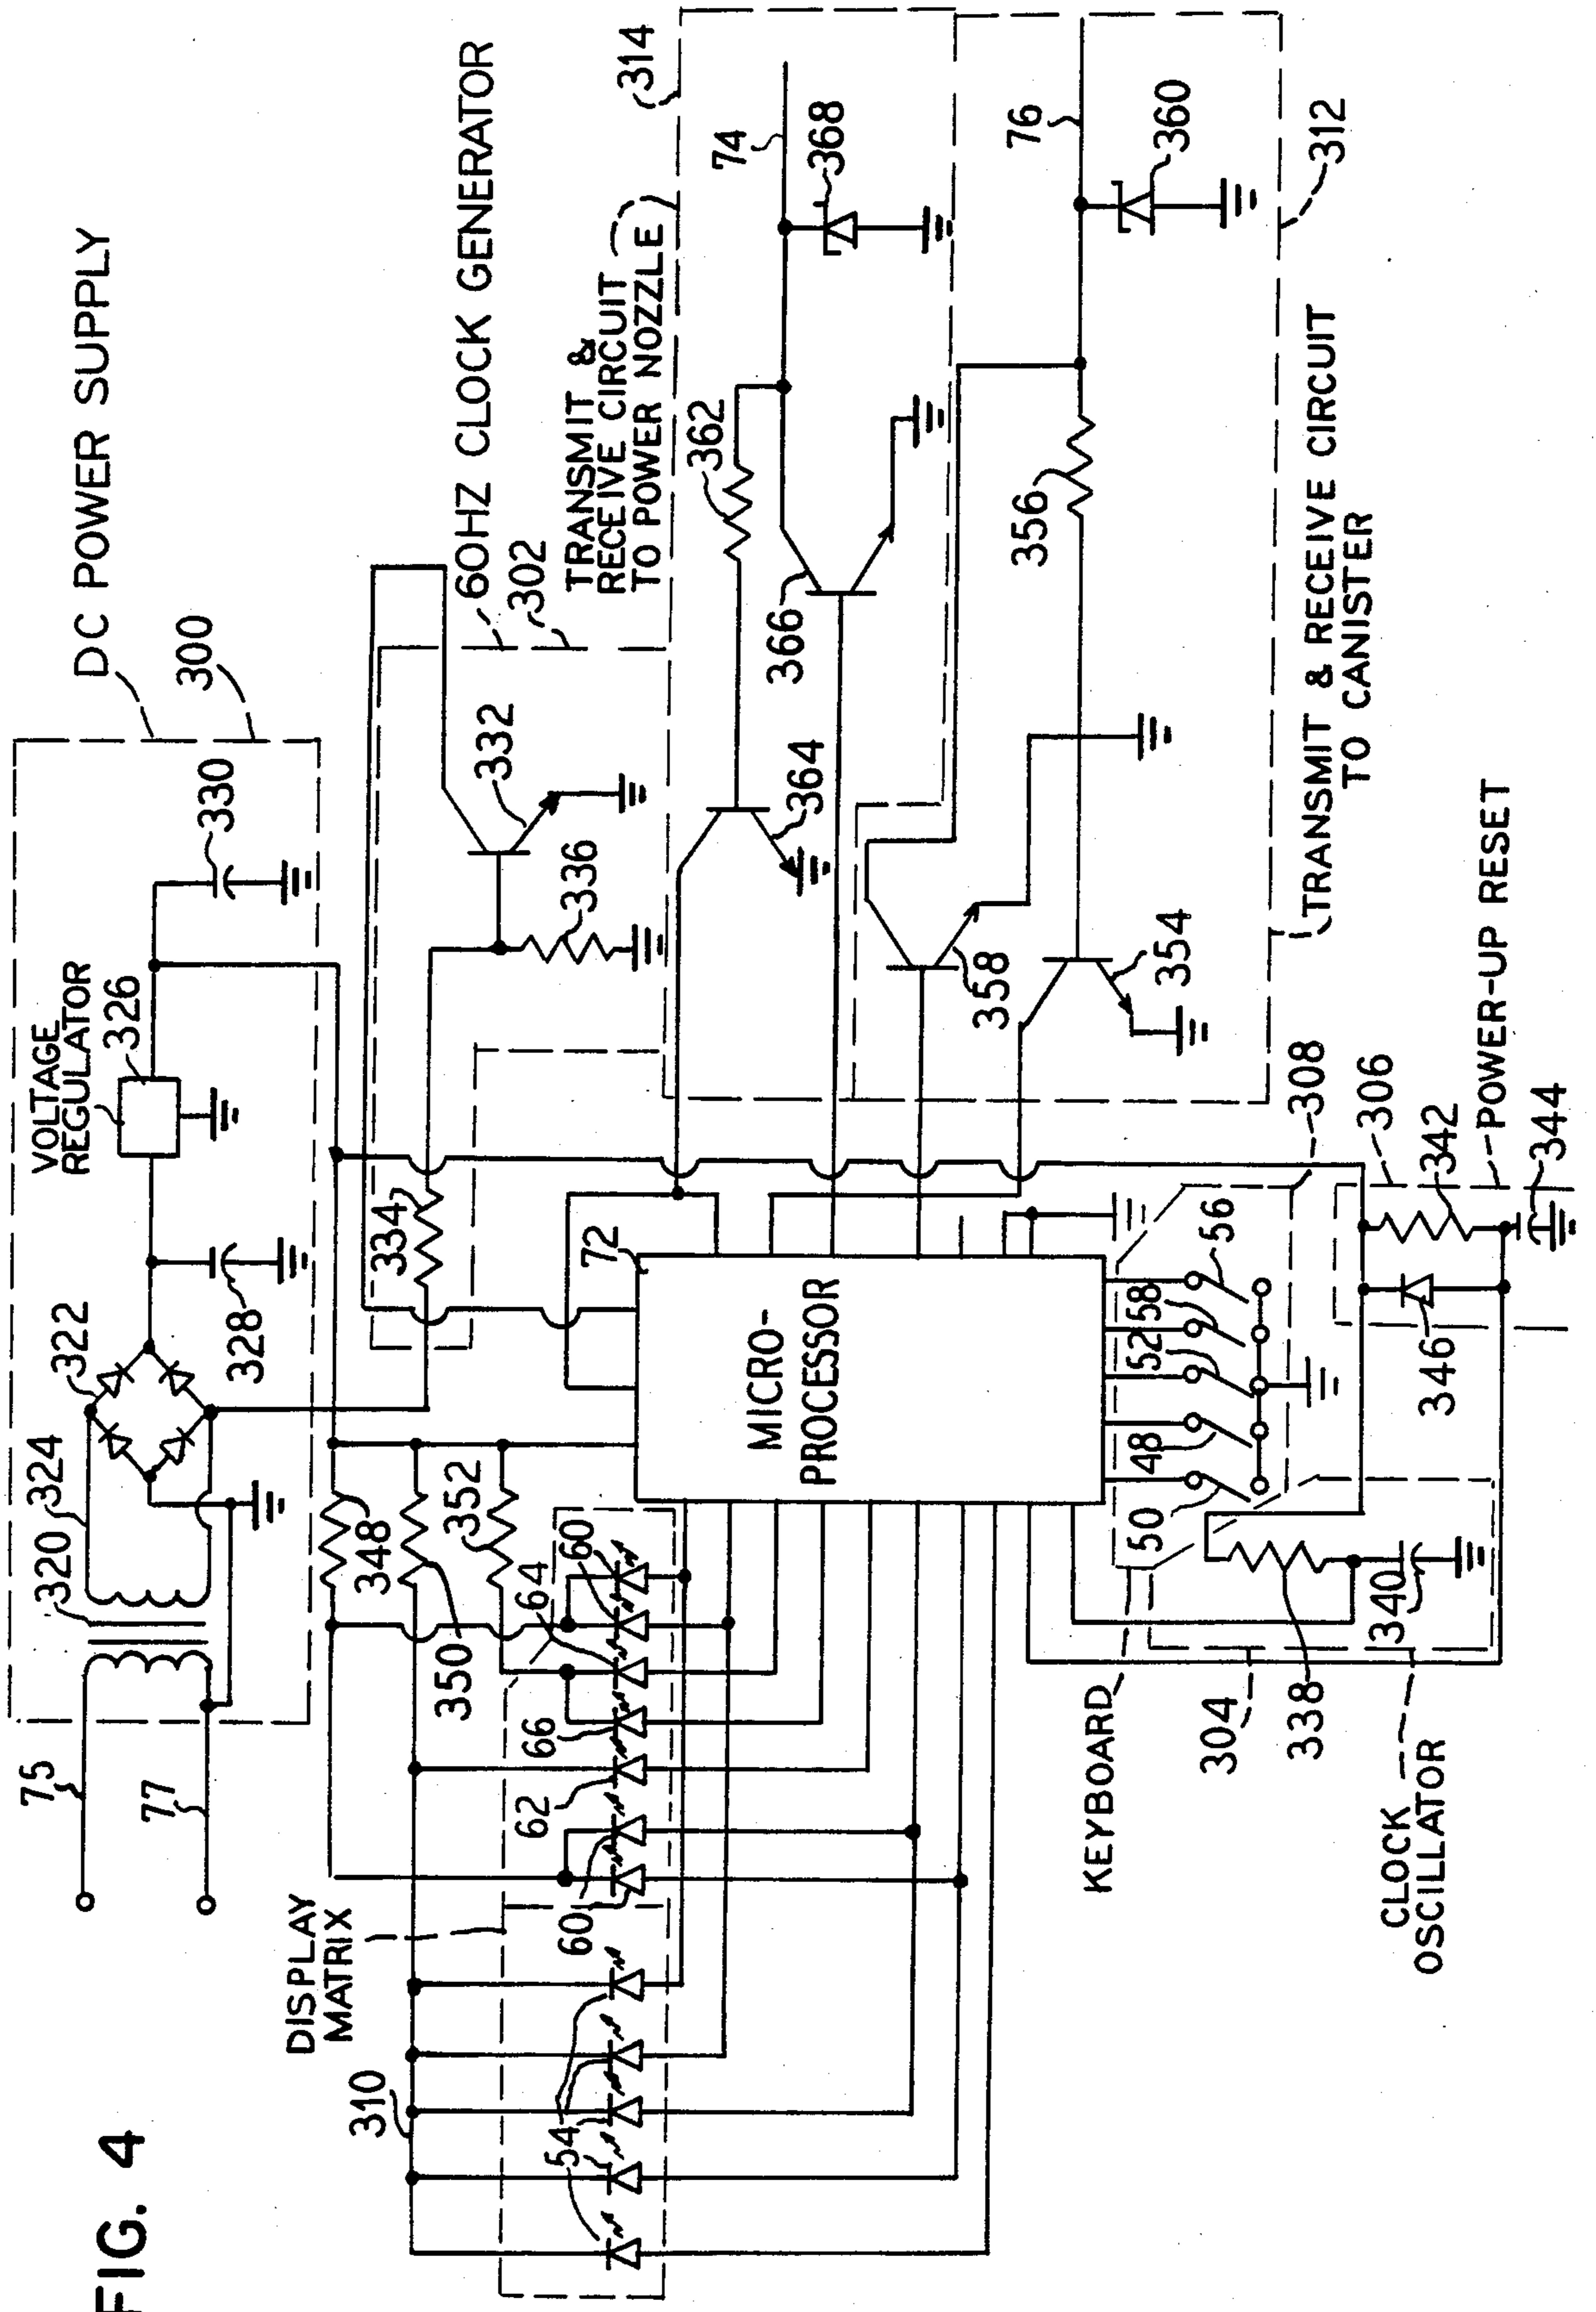 FIG. 4
DC POWER SUPPLY
300
VOLTAGE
REGULATOR
326
330
328
322
324
320
75
77
60HZ CLOCK GENERATOR
302
332
336
334
TRANSMIT &
RECEIVE CIRCUIT
TO POWER NOZZLE
314
74
368
362
366
364
76
360
312
356
358
354
TRANSMIT & RECEIVE CIRCUIT
TO CANISTER
72
MICRO-
PROCESSOR
348
350
352
DISPLAY
MATRIX
310
54
60
62
66
64
60
KEYBOARD
50
48
52
58
56
308
306
POWER-UP RESET
342
344
346
304
338
340
CLOCK
OSCILLATOR